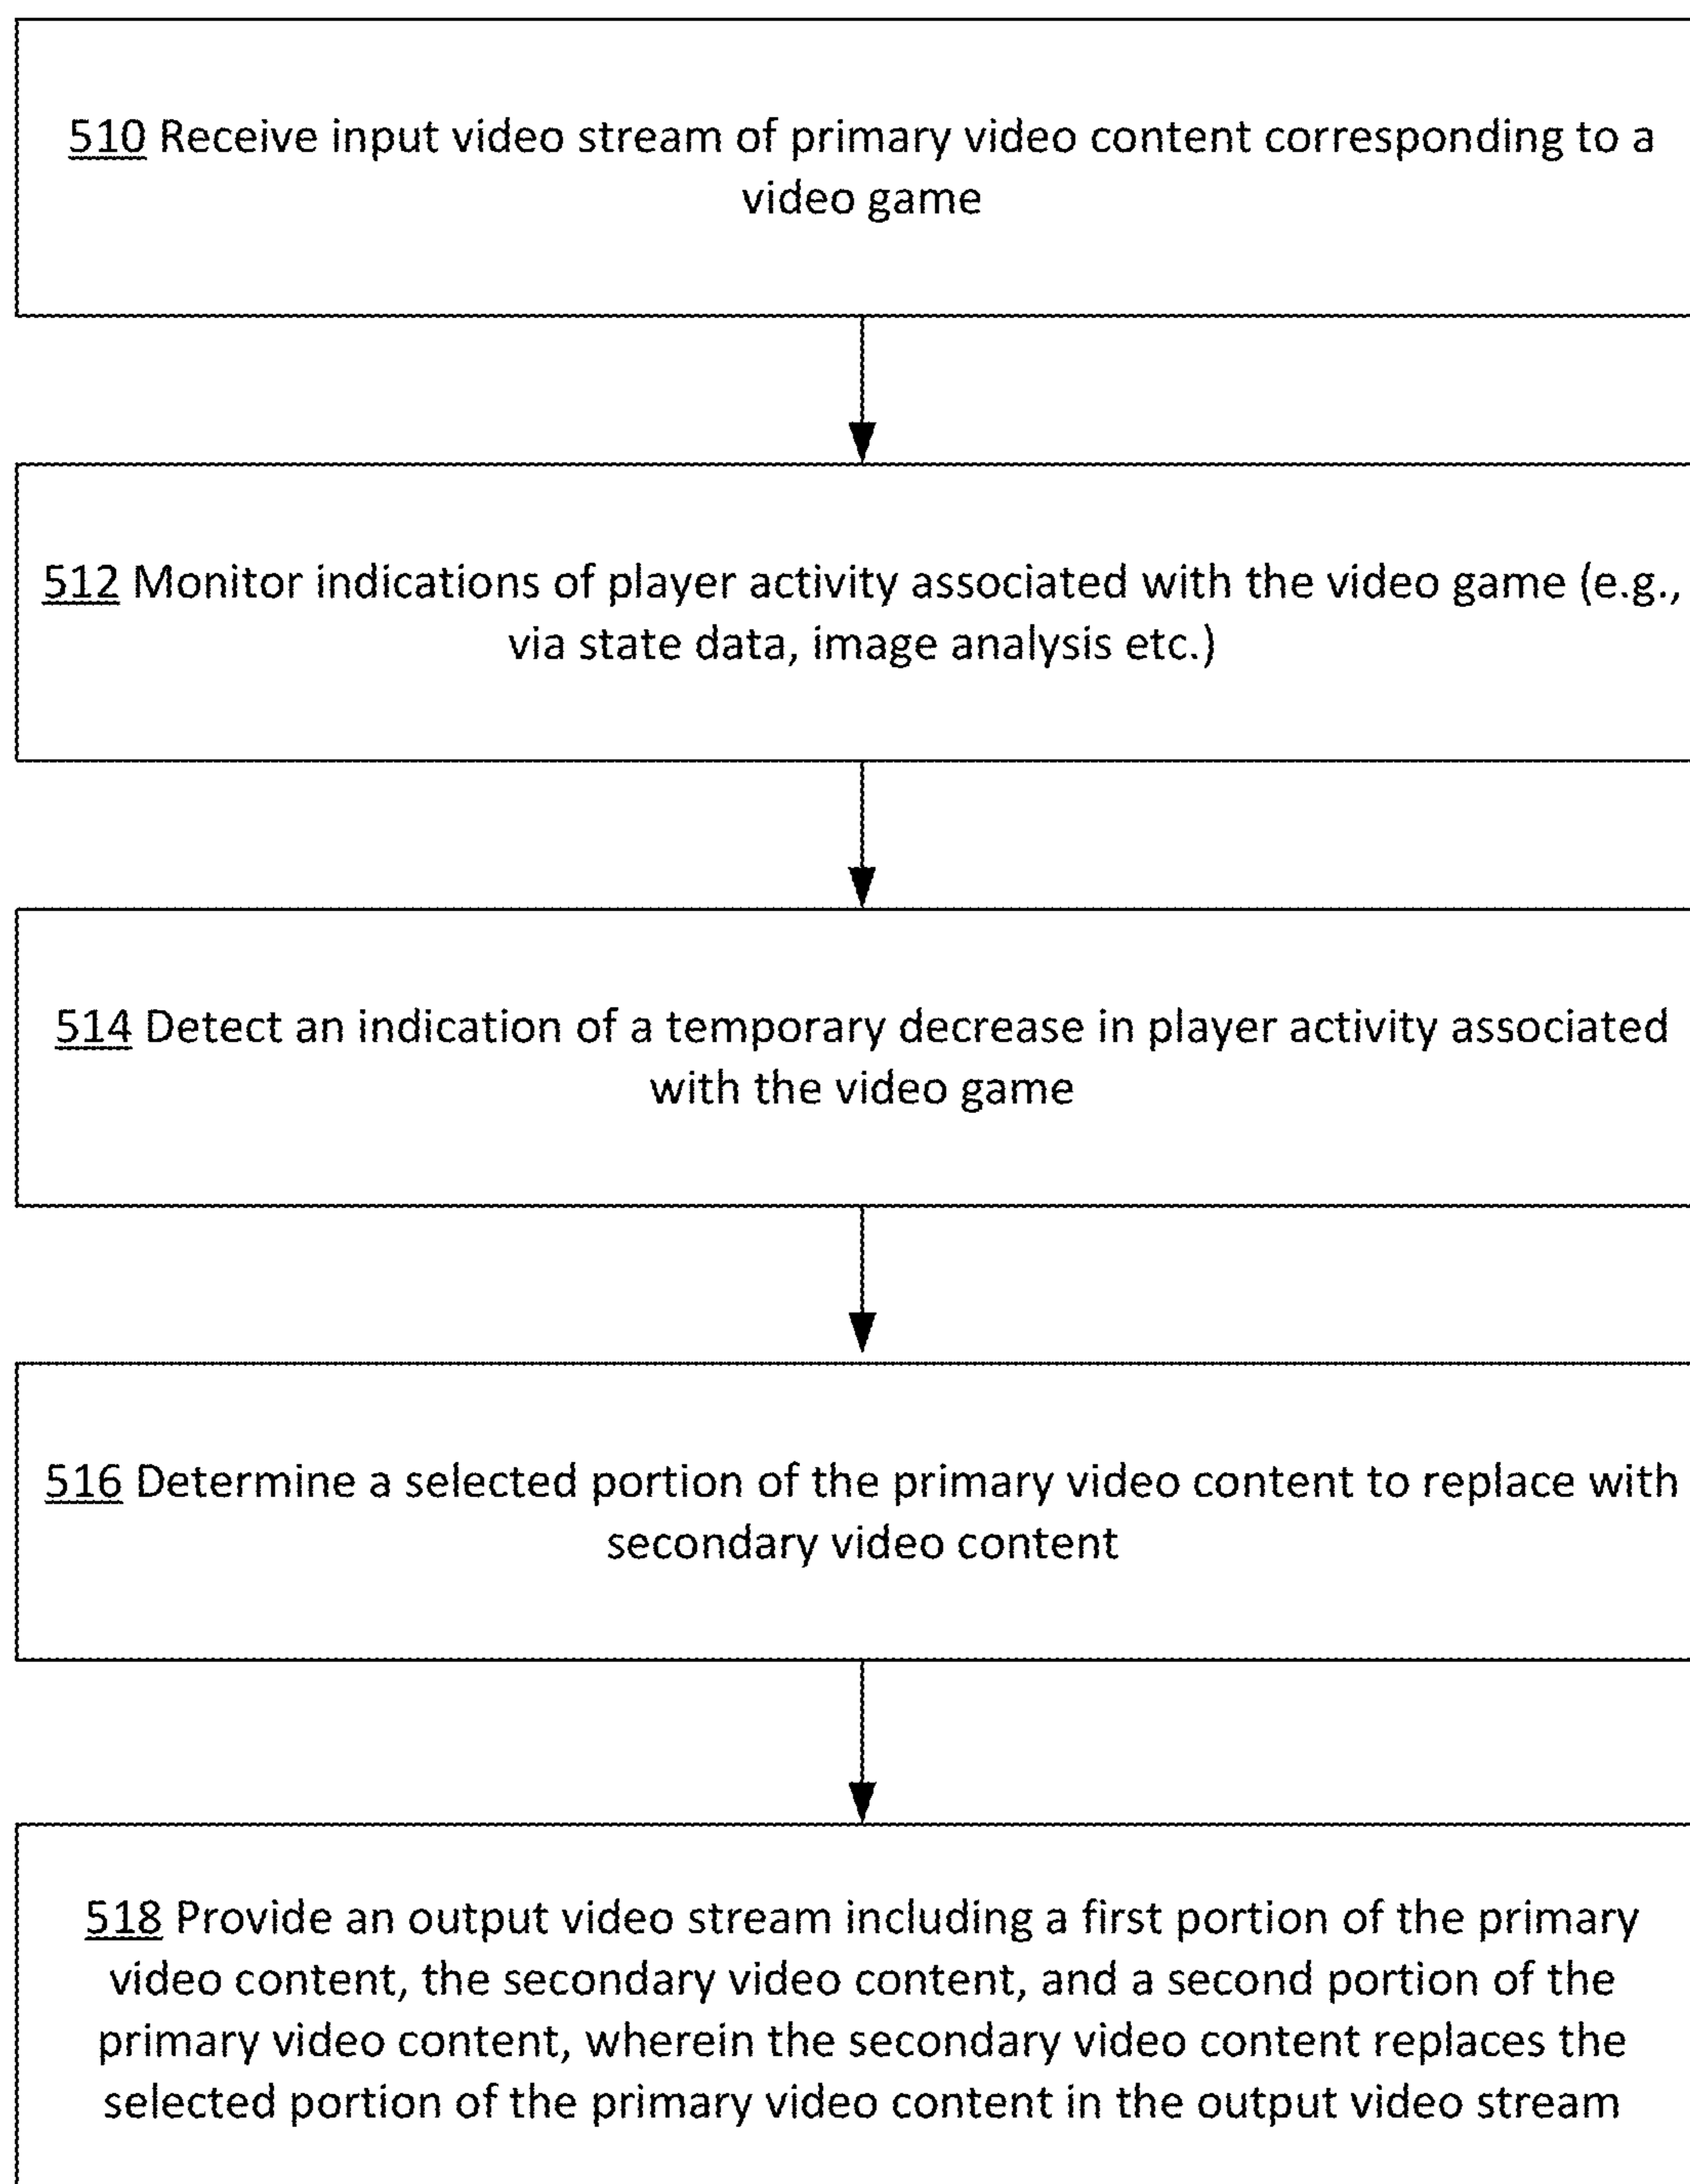 510 Receive input video stream of primary video content corresponding to a
video game
512 Monitor indications of player activity associated with the video game (e.g.,
via state data, image analysis etc.)
514 Detect an indication of a temporary decrease in player activity associated
with the video game
516 Determine a selected portion of the primary video content to replace with
secondary video content
518 Provide an output video stream including a first portion of the primary
video content, the secondary video content, and a second portion of the
primary video content, wherein the secondary video content replaces the
selected portion of the primary video content in the output video stream